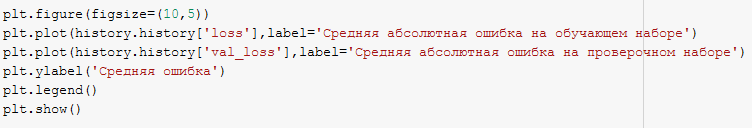 plt.figure(figsize=(10,5))
plt.plot(history.history['loss'],label='Средняя абсолютная ошибка на обучающем наборе')
plt.plot(history.history['val_loss'],label='Средняя абсолютная ошибка на проверочном наборе')
plt.ylabel('Средняя ошибка')
plt.legend()
plt.show()